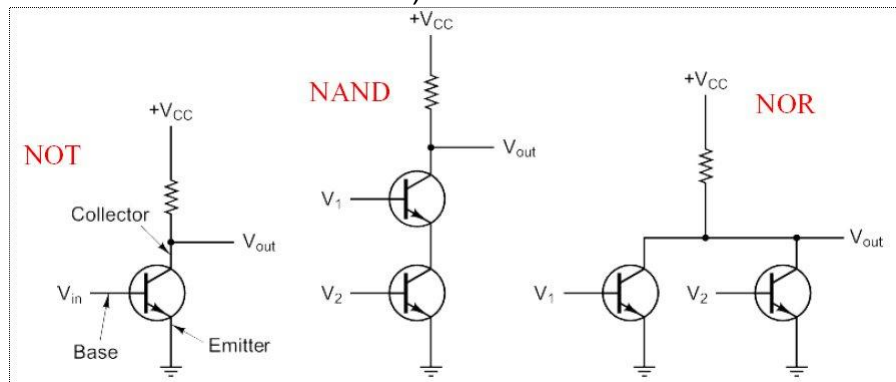 )
NOT
+VCC
Collector
Vout
Vin
Base
Emitter
NAND
+VCC
Vout
V1
V2
NOR
+VCC
Vout
V1
V2